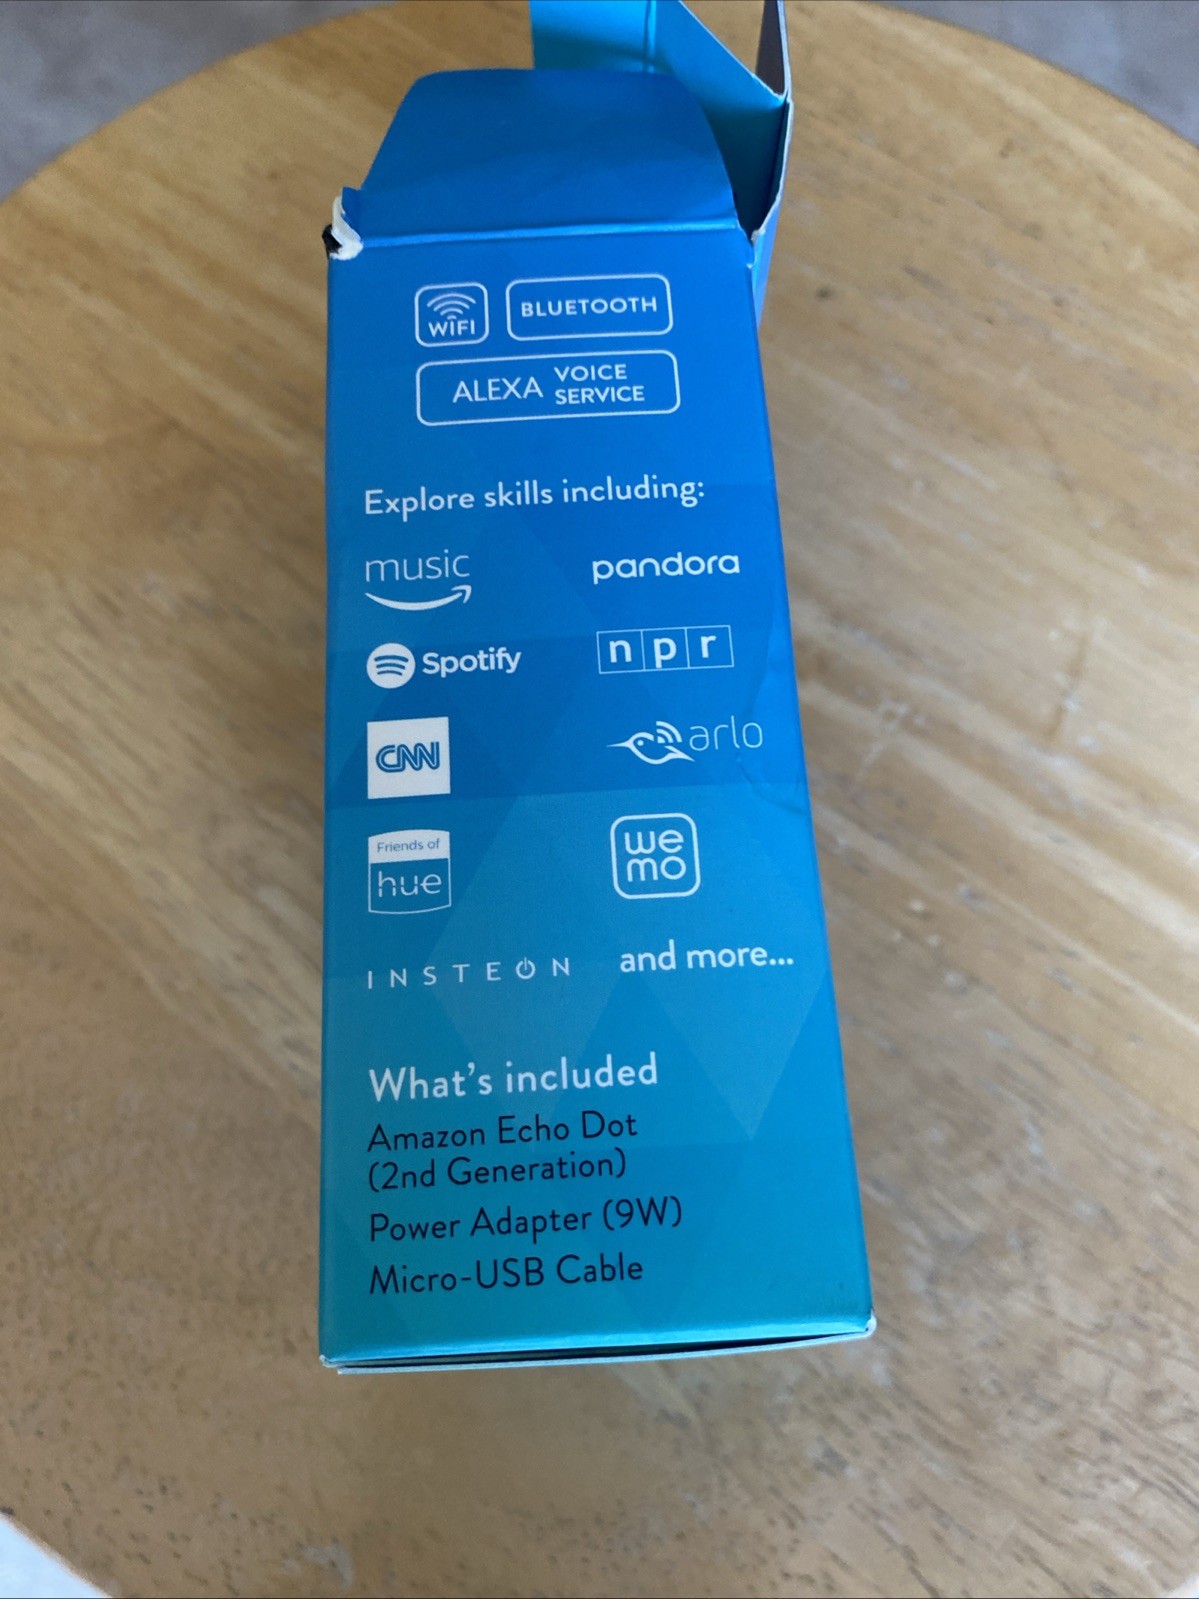 WIFI
BLUETOOTH
ALEXA VOICE SERVICE
Explore skills including:
music
pandora
Spotify
npr
CNN
arlo
Friends of
hue
we
mo
INSTEON
and more...
What's included
Amazon Echo Dot
(2nd Generation)
Power Adapter (9W)
Micro-USB Cable